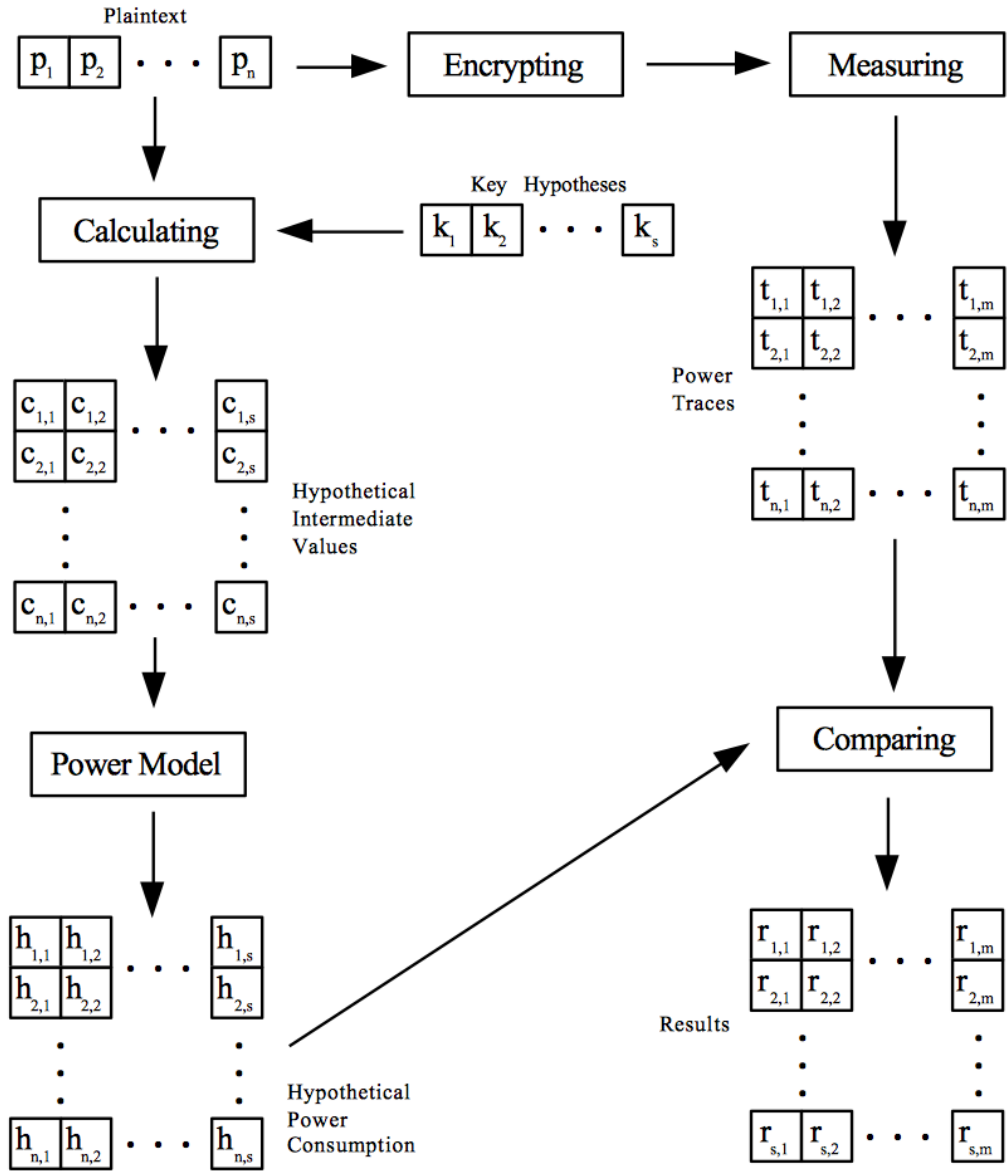 Plaintext
p₁ p₂ · · · pₙ
Encrypting
Measuring
Key Hypotheses
k₁ k₂ · · · kₛ
Calculating
t₁,₁ t₁,₂ · · · t₁,ₘ
t₂,₁ t₂,₂ t₂,ₘ
Power
Traces
tₙ,₁ tₙ,₂ · · · tₙ,ₘ
c₁,₁ c₁,₂ · · · c₁,ₛ
c₂,₁ c₂,₂ c₂,ₛ
Hypothetical
Intermediate
Values
cₙ,₁ cₙ,₂ · · · cₙ,ₛ
Power Model
Comparing
h₁,₁ h₁,₂ · · · h₁,ₛ
h₂,₁ h₂,₂ h₂,ₛ
Hypothetical
Power
Consumption
hₙ,₁ hₙ,₂ · · · hₙ,ₛ
r₁,₁ r₁,₂ · · · r₁,ₘ
r₂,₁ r₂,₂ r₂,ₘ
Results
rₛ,₁ rₛ,₂ · · · rₛ,ₘ